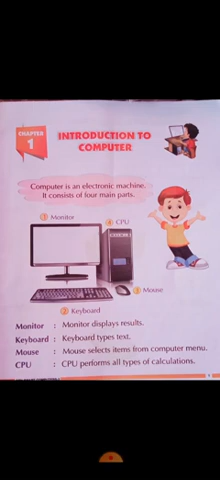 CHAPTER
1
INTRODUCTION TO
COMPUTER
Computer is an electronic machine.
It consists of four main parts.
1 Monitor
4 CPU
3 Mouse
2 Keyboard
Monitor : Monitor displays results.
Keyboard : Keyboard types text.
Mouse : Mouse selects items from computer menu.
CPU : CPU performs all types of calculations.